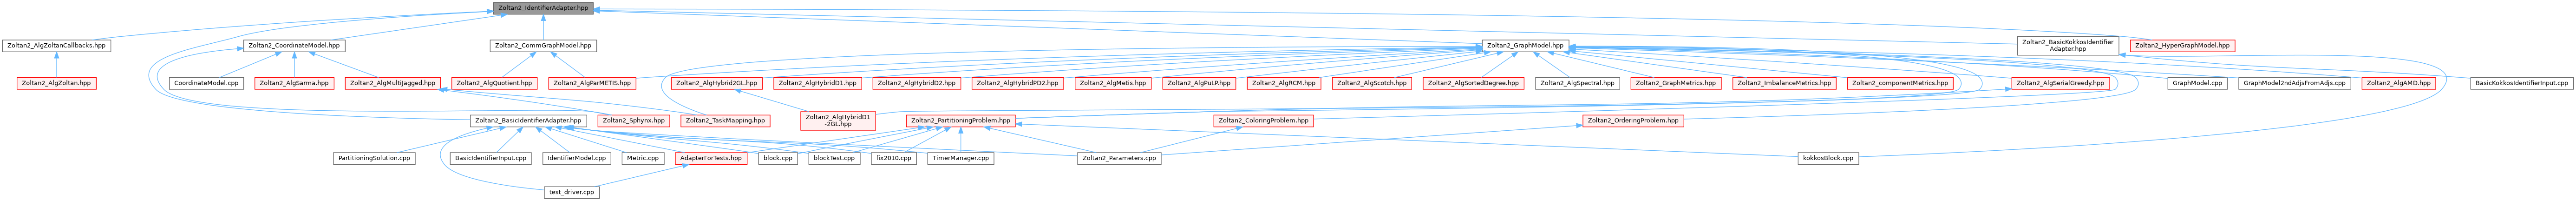 Zoltan2_IdentifierAdapter.hpp
Zoltan2_AlgZoltanCallbacks.hpp
Zoltan2_CoordinateModel.hpp
Zoltan2_CommGraphModel.hpp
Zoltan2_GraphModel.hpp
Zoltan2_BasicKokkosIdentifier
Adapter.hpp
Zoltan2_HyperGraphModel.hpp
Zoltan2_AlgZoltan.hpp
CoordinateModel.cpp
Zoltan2_AlgSarma.hpp
Zoltan2_AlgMultiJagged.hpp
Zoltan2_AlgQuotient.hpp
Zoltan2_AlgParMETIS.hpp
Zoltan2_AlgHybrid2GL.hpp
Zoltan2_AlgHybridD1.hpp
Zoltan2_AlgHybridD2.hpp
Zoltan2_AlgHybridPD2.hpp
Zoltan2_AlgMetis.hpp
Zoltan2_AlgPuLP.hpp
Zoltan2_AlgRCM.hpp
Zoltan2_AlgScotch.hpp
Zoltan2_AlgSortedDegree.hpp
Zoltan2_AlgSpectral.hpp
Zoltan2_GraphMetrics.hpp
Zoltan2_ImbalanceMetrics.hpp
Zoltan2_componentMetrics.hpp
Zoltan2_AlgSerialGreedy.hpp
GraphModel.cpp
GraphModel2ndAdjsFromAdjs.cpp
Zoltan2_AlgAMD.hpp
BasicKokkosIdentifierInput.cpp
Zoltan2_BasicIdentifierAdapter.hpp
Zoltan2_Sphynx.hpp
Zoltan2_TaskMapping.hpp
Zoltan2_AlgHybridD1
-2GL.hpp
Zoltan2_PartitioningProblem.hpp
Zoltan2_ColoringProblem.hpp
Zoltan2_OrderingProblem.hpp
PartitioningSolution.cpp
BasicIdentifierInput.cpp
IdentifierModel.cpp
Metric.cpp
AdapterForTests.hpp
block.cpp
blockTest.cpp
fix2010.cpp
TimerManager.cpp
Zoltan2_Parameters.cpp
kokkosBlock.cpp
test_driver.cpp